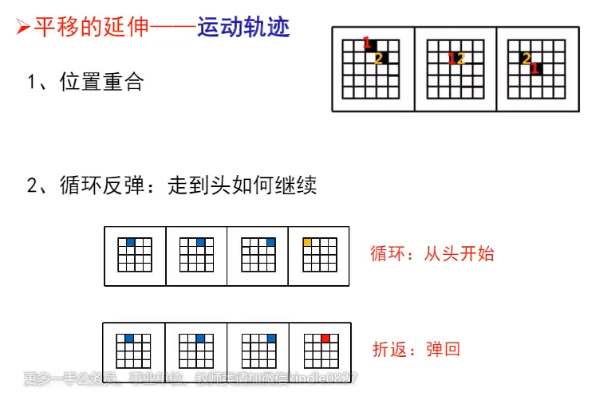 ➢平移的延伸——运动轨迹
1、位置重合
1
2
1 2
2
1
2、循环反弹：走到头如何继续
循环：从头开始
折返：弹回